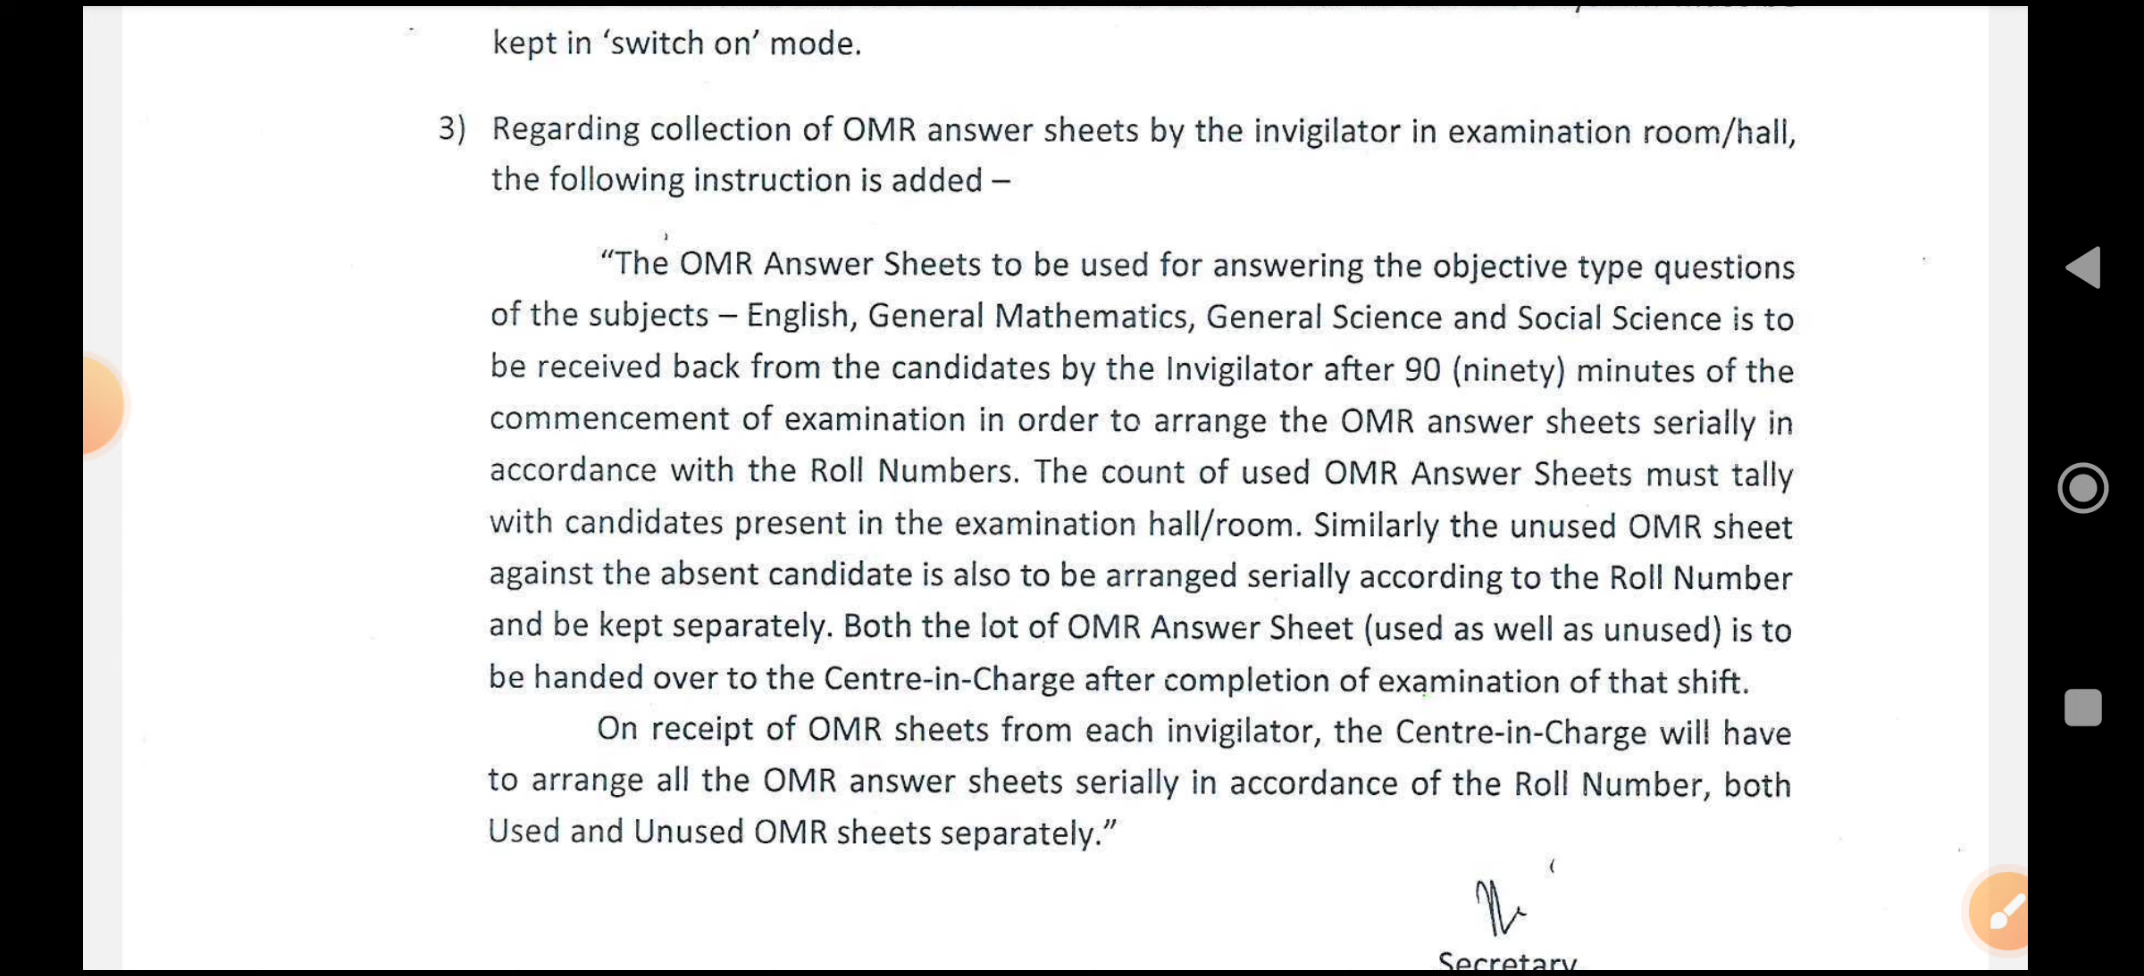 kept in ‘switch on’ mode.
3) Regarding collection of OMR answer sheets by the invigilator in examination room/hall,
the following instruction is added –
“The OMR Answer Sheets to be used for answering the objective type questions
of the subjects – English, General Mathematics, General Science and Social Science is to
be received back from the candidates by the Invigilator after 90 (ninety) minutes of the
commencement of examination in order to arrange the OMR answer sheets serially in
accordance with the Roll Numbers. The count of used OMR Answer Sheets must tally
with candidates present in the examination hall/room. Similarly the unused OMR sheet
against the absent candidate is also to be arranged serially according to the Roll Number
and be kept separately. Both the lot of OMR Answer Sheet (used as well as unused) is to
be handed over to the Centre-in-Charge after completion of examination of that shift.
On receipt of OMR sheets from each invigilator, the Centre-in-Charge will have
to arrange all the OMR answer sheets serially in accordance of the Roll Number, both
Used and Unused OMR sheets separately.”
Secretary